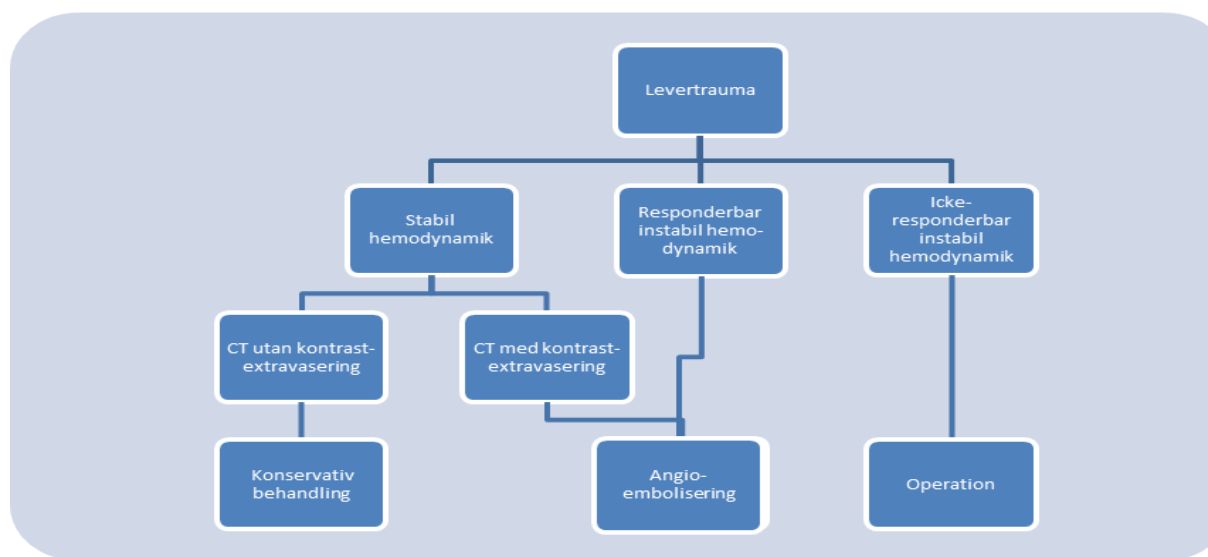 Levertrauma
Stabil
hemodynamik
Responderbar
instabil hemo-
dynamik
Icke-
responderbar
instabil
hemodynamik
CT utan kontrast-
extravasering
CT med kontrast-
extravasering
Konservativ
behandling
Angio-
embolisering
Operation